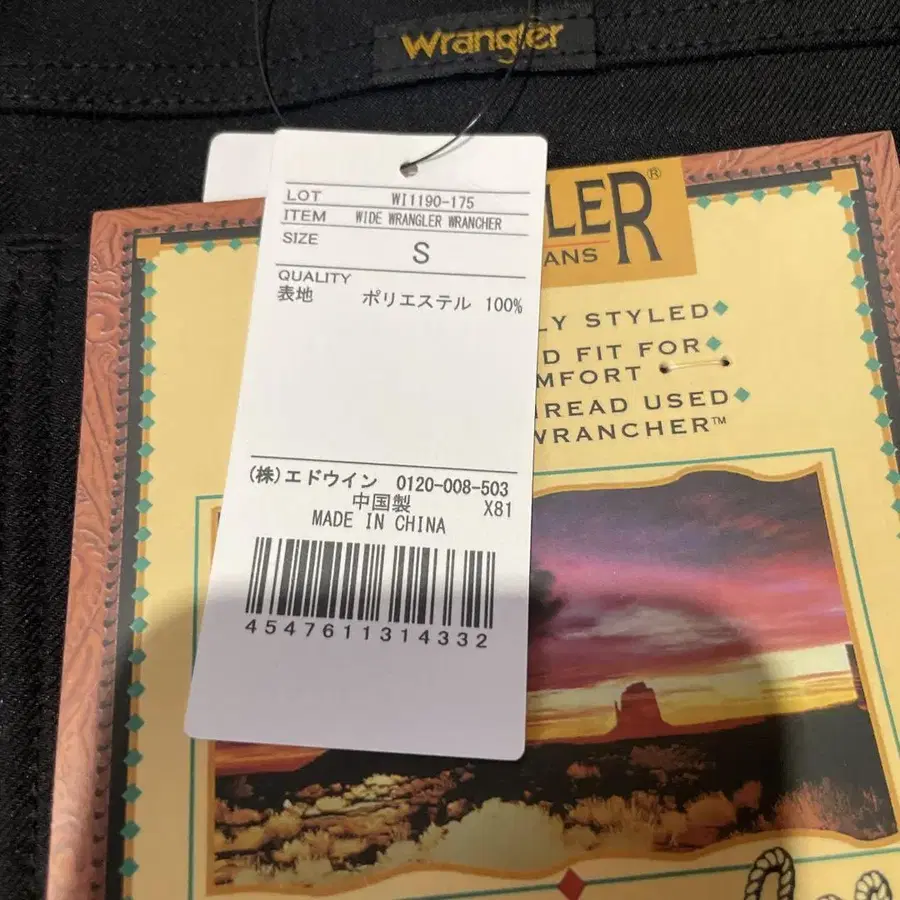 Wrangler
LOT WI1190-175
ITEM WIDE WRANGLER WRANCHER
SIZE S
QUALITY
表地 ポリエステル 100%
(株)エドウイン 0120-008-503
中国製 X81
MADE IN CHINA
4547611314332
LER®
ANS
LY STYLED
D FIT FOR
MFORT
READ USED
WRANCHER™